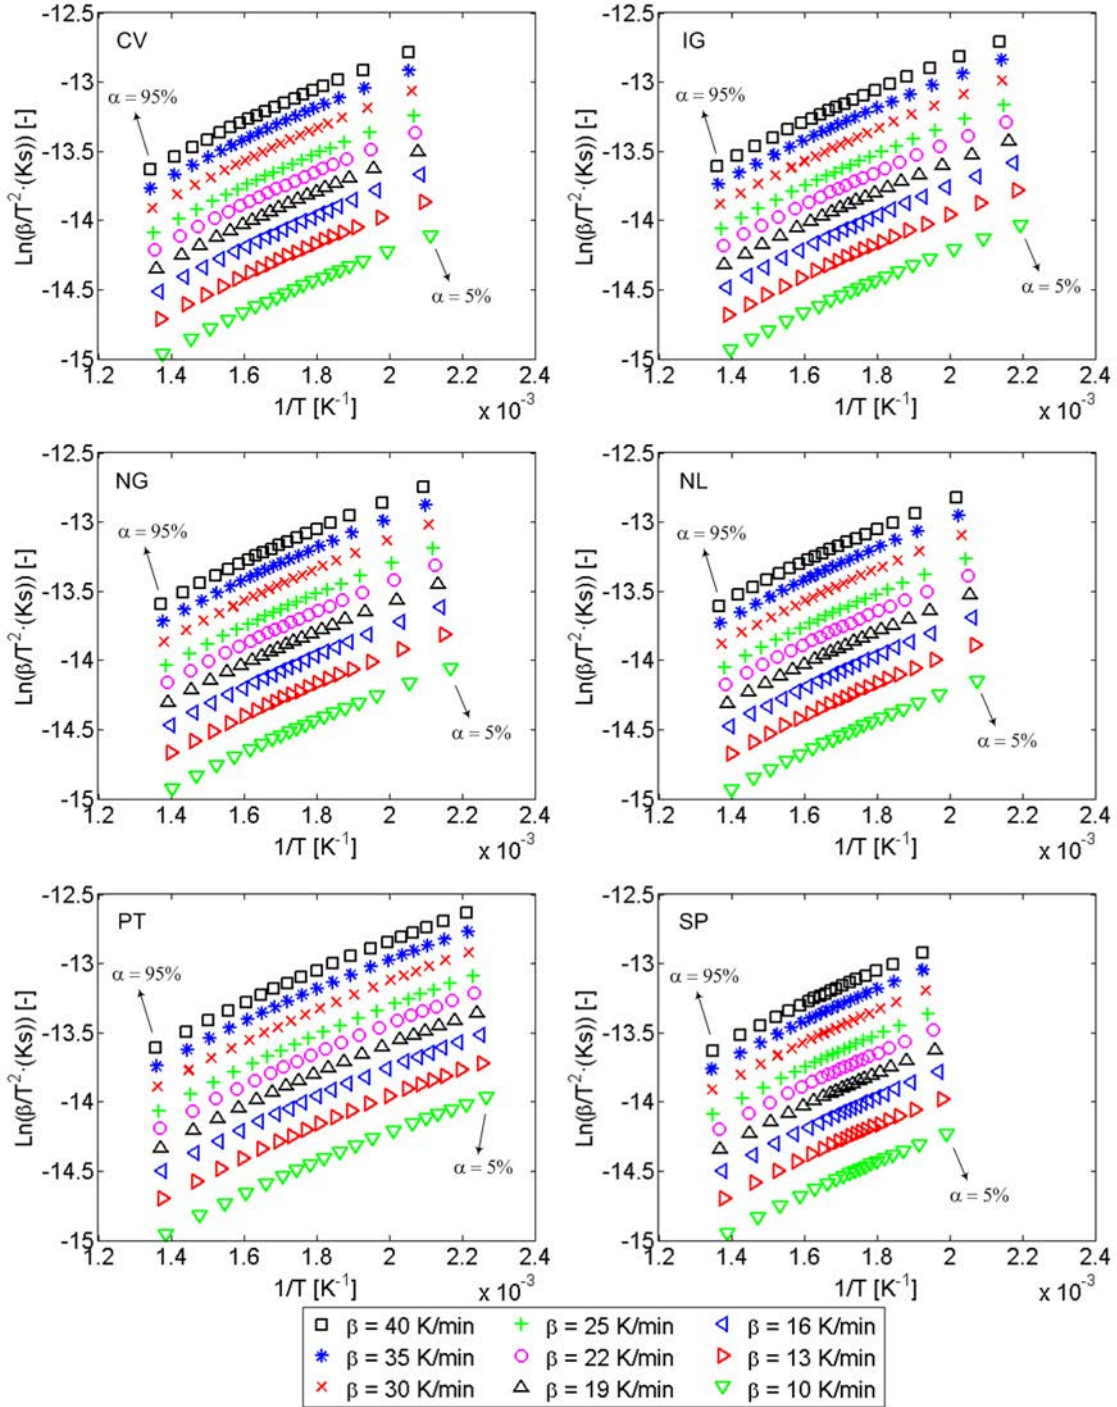 -12.5
-13
-13.5
-14
-14.5
-15
Ln(β/T²·(Ks)) [-]
CV
α = 95%
α = 5%
1.2 1.4 1.6 1.8 2 2.2 2.4
1/T [K⁻¹]
x 10⁻³
-12.5
-13
-13.5
-14
-14.5
-15
Ln(β/T²·(Ks)) [-]
IG
α = 95%
α = 5%
1.2 1.4 1.6 1.8 2 2.2 2.4
1/T [K⁻¹]
x 10⁻³
-12.5
-13
-13.5
-14
-14.5
-15
Ln(β/T²·(Ks)) [-]
NG
α = 95%
α = 5%
1.2 1.4 1.6 1.8 2 2.2 2.4
1/T [K⁻¹]
x 10⁻³
-12.5
-13
-13.5
-14
-14.5
-15
Ln(β/T²·(Ks)) [-]
NL
α = 95%
α = 5%
1.2 1.4 1.6 1.8 2 2.2 2.4
1/T [K⁻¹]
x 10⁻³
-12.5
-13
-13.5
-14
-14.5
-15
Ln(β/T²·(Ks)) [-]
PT
α = 95%
α = 5%
1.2 1.4 1.6 1.8 2 2.2 2.4
1/T [K⁻¹]
x 10⁻³
-12.5
-13
-13.5
-14
-14.5
-15
Ln(β/T²·(Ks)) [-]
SP
α = 95%
α = 5%
1.2 1.4 1.6 1.8 2 2.2 2.4
1/T [K⁻¹]
x 10⁻³
β = 40 K/min β = 25 K/min β = 16 K/min
β = 35 K/min β = 22 K/min β = 13 K/min
β = 30 K/min β = 19 K/min β = 10 K/min